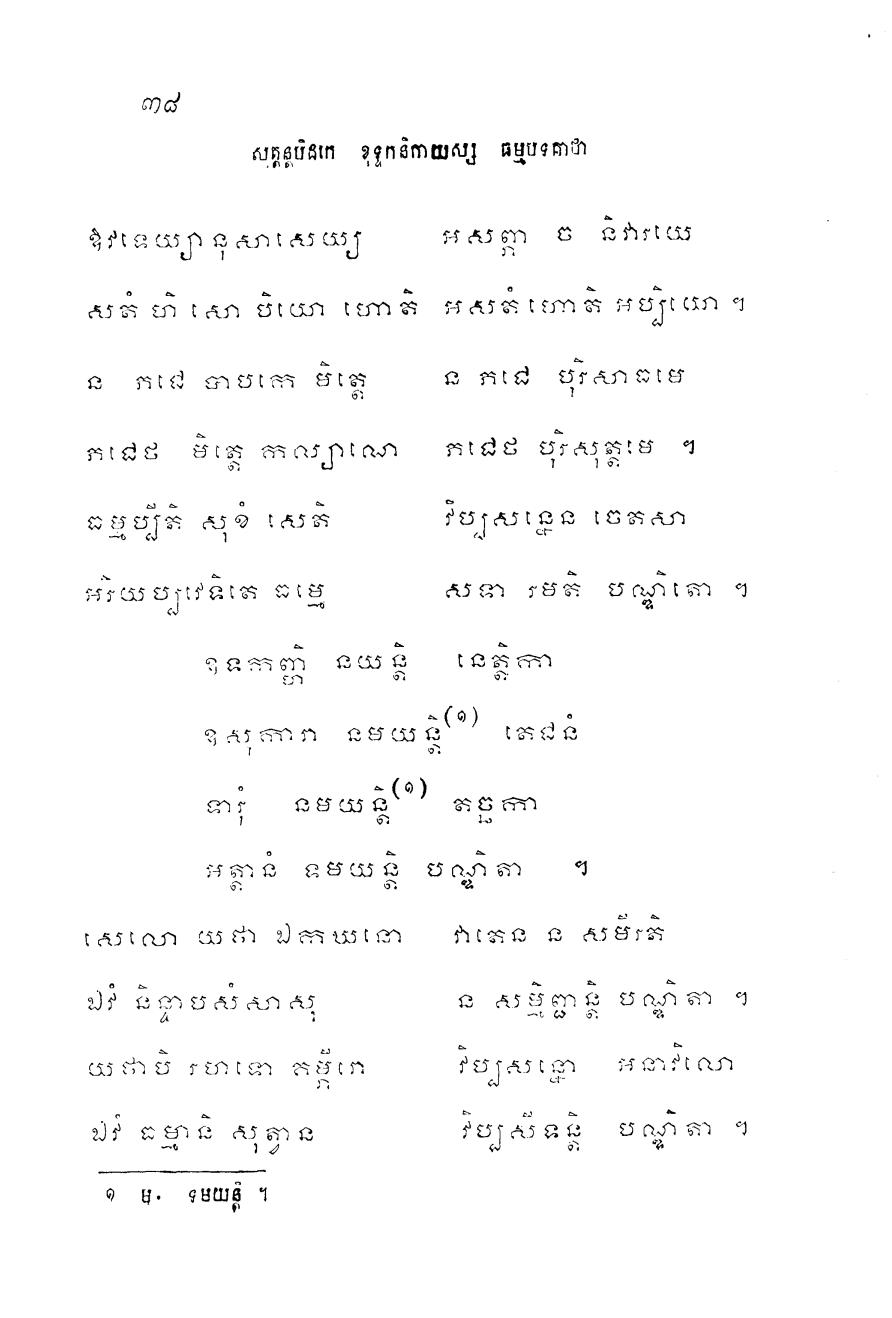 ៣៨
សុត្តន្តបិដកេ ខុទ្ទកនិកាយស្ស ធម្មបទគាថា
ឱវទេយ្យានុសាសេយ្យ អសព្ភា ច និវារយេ
សតំ ហិ សោ បិយោ ហោតិ អសតំ ហោតិ អប្បិយោ ។
ន ភជេ បាបកេ មិត្តេ ន ភជេ បុរិសាធមេ
ភជេថ មិត្តេ កល្យាណេ ភជេថ បុរិសុត្តមេ ។
ធម្មប្បីតិ សុខំ សេតិ វិប្បសន្នេន ចេតសា
អរិយប្បវេទិតេ ធម្មេ សទា រមតិ បណ្ឌិតោ ។
ឧទកញ្ហិ នយន្តិ នេត្តិកា
ឧសុការា នមយន្តិ(១) តេជនំ
ទារុំ នមយន្តិ(១) តច្ឆកា
អត្តានំ ទមយន្តិ បណ្ឌិតា ។
សេលោ យថា ឯកឃនោ វាតេន ន សមីរតិ
ឯវំ និន្ទាបសំសាសុ ន សម្មិញ្ជន្តិ បណ្ឌិតា ។
យថាបិ រហទោ គម្ភីរោ វិប្បសន្នោ អនាវិលោ
ឯវំ ធម្មានិ សុត្វាន វិប្បសីទន្តិ បណ្ឌិតា ។
១ ម. ទមយន្តិ ។